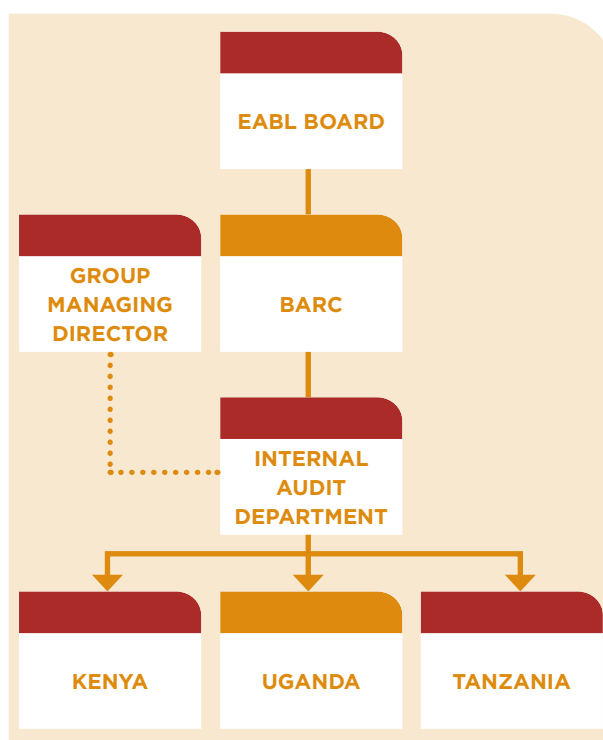 EABL BOARD
GROUP
MANAGING
DIRECTOR
BARC
INTERNAL
AUDIT
DEPARTMENT
KENYA
UGANDA
TANZANIA